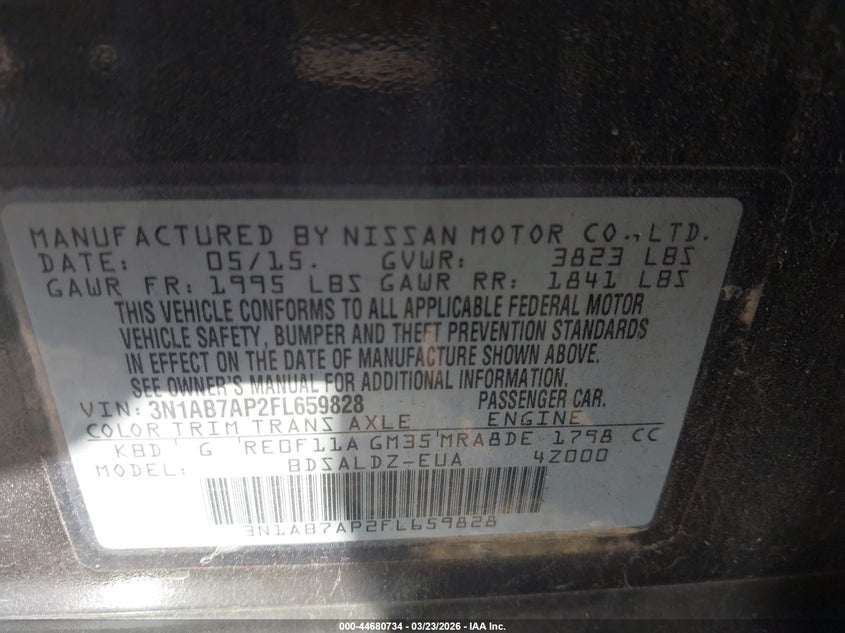 MANUFACTURED BY NISSAN MOTOR CO., LTD.
DATE: 05/15. GVWR: 3823 LBS
GAWR FR: 1995 LBS GAWR RR: 1841 LBS
THIS VEHICLE CONFORMS TO ALL APPLICABLE FEDERAL MOTOR
VEHICLE SAFETY, BUMPER AND THEFT PREVENTION STANDARDS
IN EFFECT ON THE DATE OF MANUFACTURE SHOWN ABOVE.
SEE OWNER'S MANUAL FOR ADDITIONAL INFORMATION.
VIN: 3N1AB7AP2FL659828 PASSENGER CAR.
COLOR TRIM TRANS AXLE ENGINE
KBD G RE0F11A GM35 MRA8DE 1798 CC
MODEL: BDSALDZ-EUA 4Z000
3N1AB7AP2FL659828
000-44680734 — 03/23/2026 — IAA Inc.